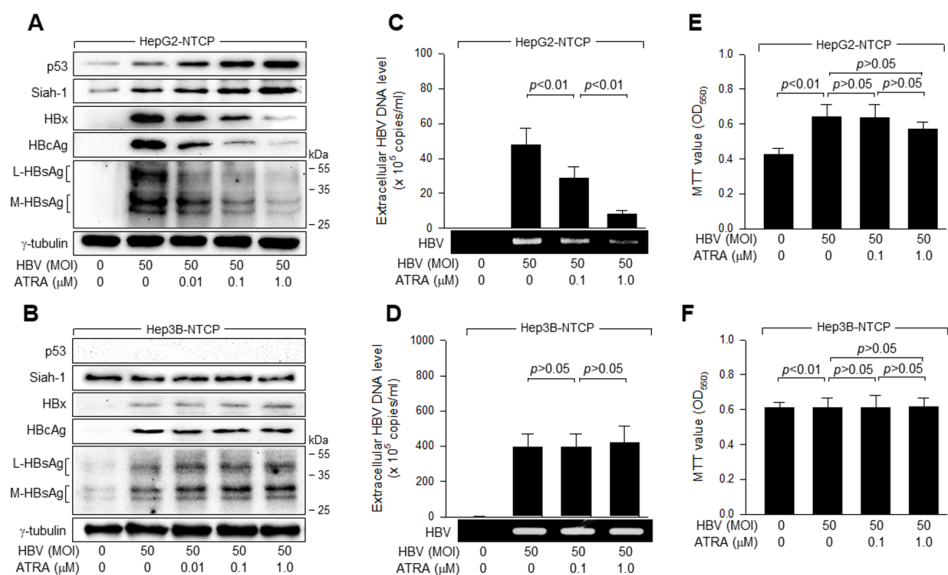 A
HepG2-NTCP
p53
Siah-1
HBx
HBcAg
kDa
L-HBsAg
55
35
M-HBsAg
25
γ-tubulin
HBV (MOI) 0 50 50 50 50
ATRA (μM) 0 0 0.01 0.1 1.0
B
Hep3B-NTCP
p53
Siah-1
HBx
HBcAg
kDa
L-HBsAg
55
35
M-HBsAg
25
γ-tubulin
HBV (MOI) 0 50 50 50 50
ATRA (μM) 0 0 0.01 0.1 1.0
C
HepG2-NTCP
Extracellular HBV DNA level
(x 10⁵ copies/ml)
100
80
60
40
20
0
p<0.01 p<0.01
HBV
HBV (MOI) 0 50 50 50
ATRA (μM) 0 0 0.1 1.0
D
Hep3B-NTCP
Extracellular HBV DNA level
(x 10⁵ copies/ml)
1000
800
600
400
200
0
p>0.05 p>0.05
HBV
HBV (MOI) 0 50 50 50
ATRA (μM) 0 0 0.1 1.0
E
HepG2-NTCP
MTT value (OD₅₅₀)
1.0
0.8
0.6
0.4
0.2
0
p>0.05
p<0.01 p>0.05 p>0.05
HBV (MOI) 0 50 50 50
ATRA (μM) 0 0 0.1 1.0
F
Hep3B-NTCP
MTT value (OD₅₅₀)
1.0
0.8
0.6
0.4
0.2
0.0
p>0.05
p<0.01 p>0.05 p>0.05
HBV (MOI) 0 50 50 50
ATRA (μM) 0 0 0.1 1.0